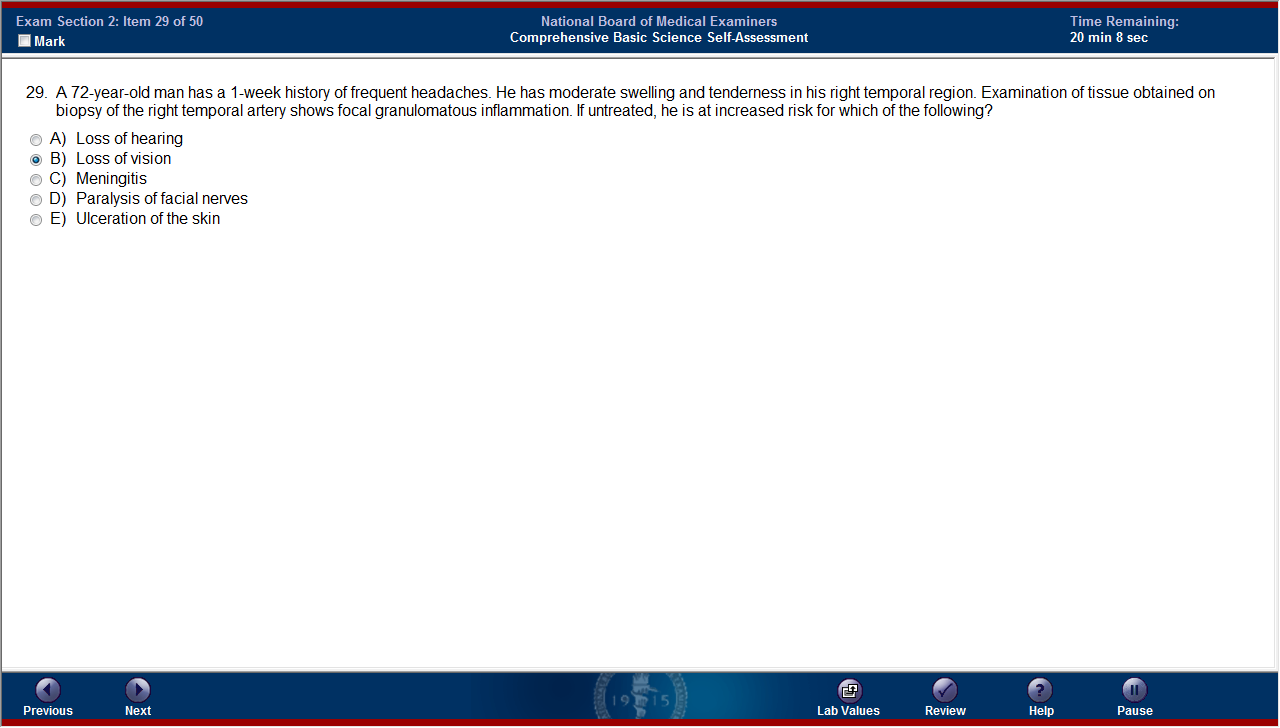 Exam Section 2: Item 29 of 50
National Board of Medical Examiners
Time Remaining:
Mark
Comprehensive Basic Science Self-Assessment
20 min 8 sec
29. A 72-year-old man has a 1-week history of frequent headaches. He has moderate swelling and tenderness in his right temporal region. Examination of tissue obtained on
biopsy of the right temporal artery shows focal granulomatous inflammation. If untreated, he is at increased risk for which of the following?
A) Loss of hearing
B) Loss of vision
C) Meningitis
D) Paralysis of facial nerves
E) Ulceration of the skin
1915
Previous
Next
Lab Values
Review
Help
Pause